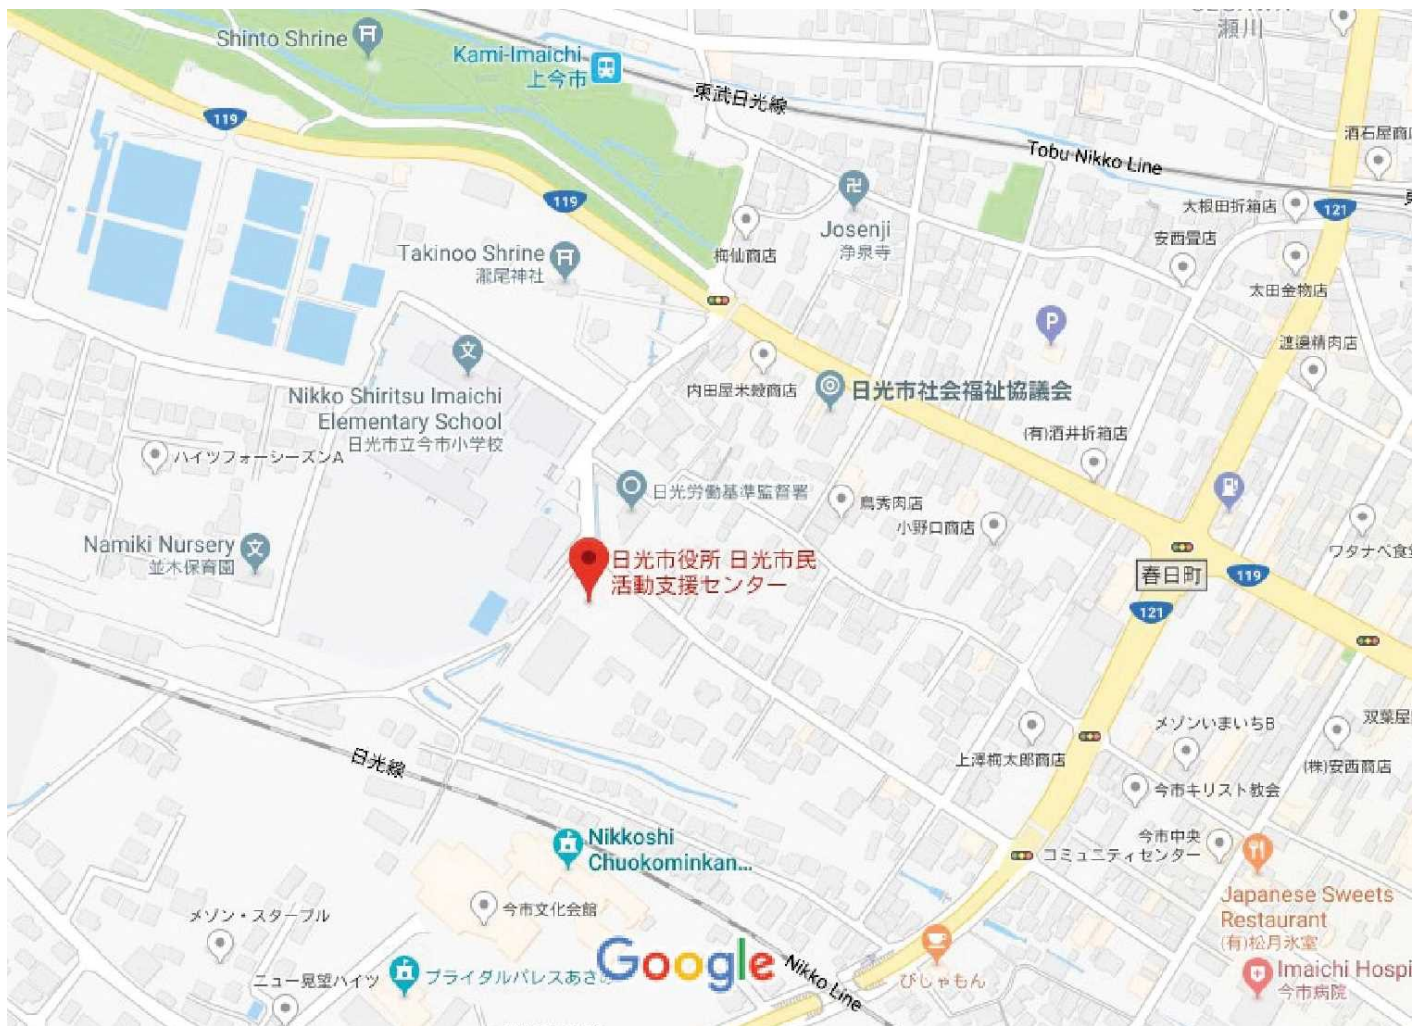 瀬川
Shinto Shrine
Kami-Imaichi
上今市
東武日光線
119
酒石屋商
Tobu Nikko Line
119
大根田折箱店
121
Josenji
浄泉寺
梅仙商店
安西畳店
Takinoo Shrine
瀧尾神社
太田金物店
P
渡邉精肉店
文
内田屋米穀商店
日光市社会福祉協議会
Nikko Shiritsu Imaichi
Elementary School
日光市立今市小学校
(有)酒井折箱店
ハイツフォーシーズンA
日光労働基準監督署
鳥秀肉店
小野口商店
Namiki Nursery
並木保育園
文
日光市役所 日光市民
活動支援センター
ワタナベ食堂
春日町
119
121
メゾンいまいちB
双葉屋
上澤梅太郎商店
(株)安西商店
日光線
今市キリスト教会
Nikkoshi
Chuokominkan...
今市中央
コミュニティセンター
Japanese Sweets
Restaurant
(有)松月氷室
今市文化会館
メゾン・スターブル
Google
Nikko Line
ニュー見望ハイツ
ブライダルパレスあさ
びしゃもん
Imaichi Hospi
今市病院